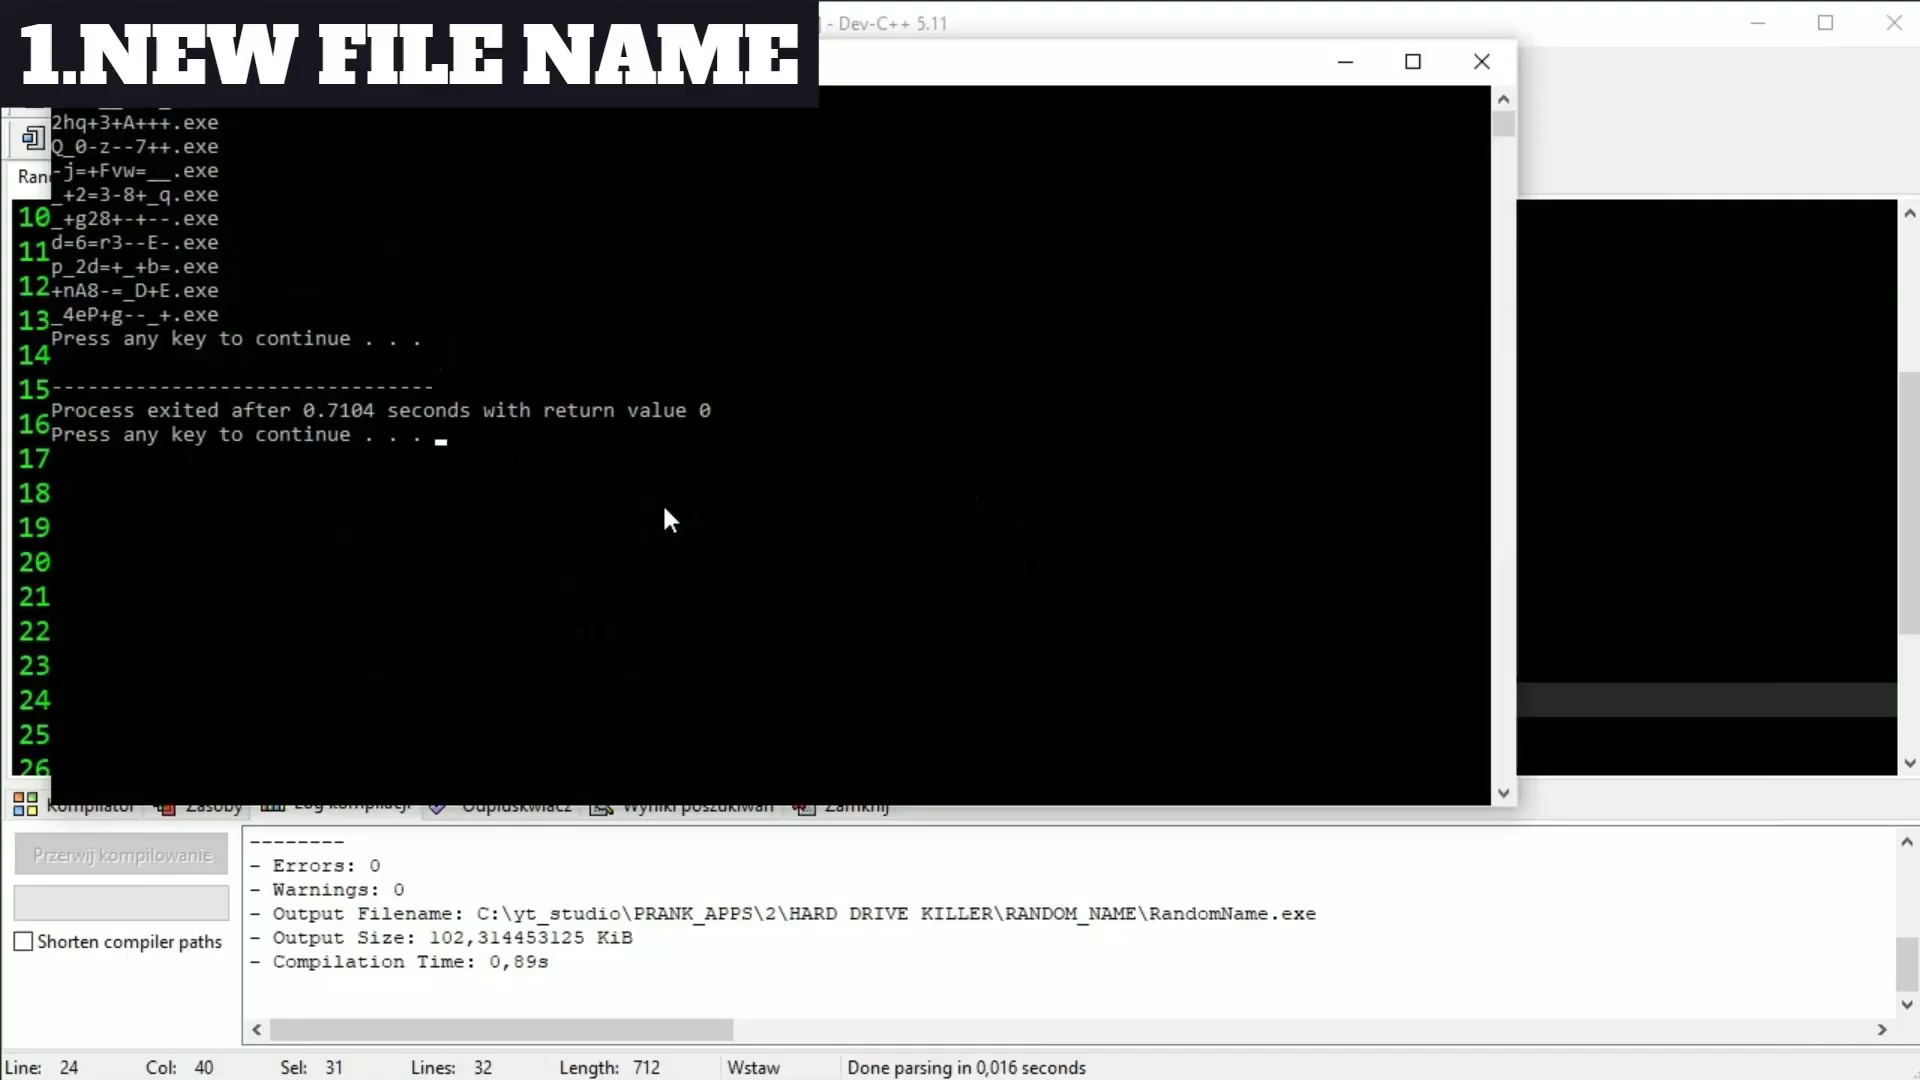 1.NEW FILE NAME
- Dev-C++ 5.11
2hq+3+A+++.exe
Q_0-z--7++.exe
-j=+Fvw=__.exe
_+2=3-8+_q.exe
_+g28+-+--.exe
d=6=r3--E-.exe
p_2d=+_+b=.exe
+nA8-=_D+E.exe
_4eP+g--_+.exe
Press any key to continue . . .
--------------------------------
Process exited after 0.7104 seconds with return value 0
Press any key to continue . . .
Ran
10
11
12
13
14
15
16
17
18
19
20
21
22
23
24
25
26
Kompilator Zasoby Log kompilacji Odpluskwiacz Wyniki poszukiwań Zamknij
Przerwij kompilowanie
Shorten compiler paths
--------
- Errors: 0
- Warnings: 0
- Output Filename: C:\yt_studio\PRANK_APPS\2\HARD DRIVE KILLER\RANDOM_NAME\RandomName.exe
- Output Size: 102,314453125 KiB
- Compilation Time: 0,89s
Line: 24 Col: 40 Sel: 31 Lines: 32 Length: 712 Wstaw Done parsing in 0,016 seconds